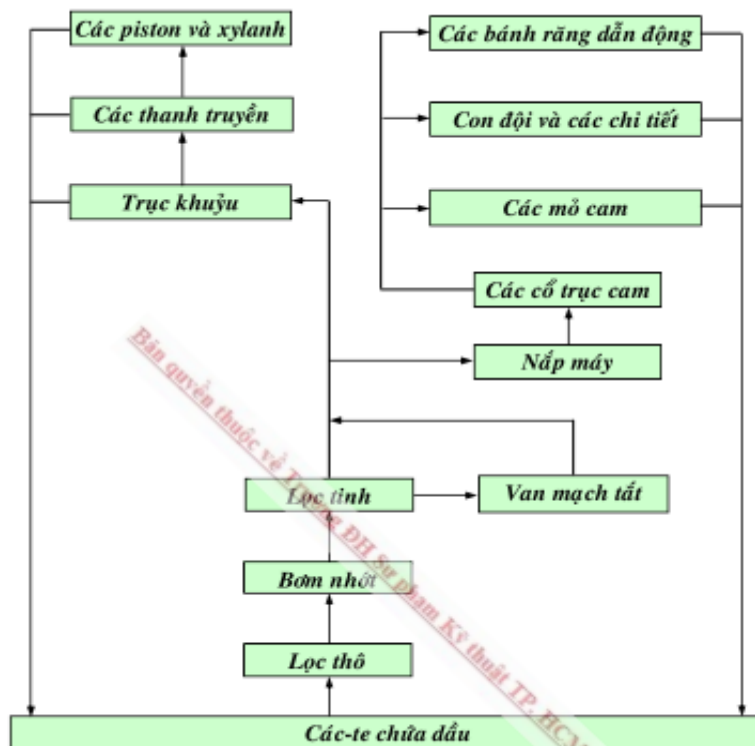 Các piston và xylanh
Các bánh răng dẫn động
Các thanh truyền
Con đội và các chi tiết
Trục khuỷu
Các mỏ cam
Các cổ trục cam
Nắp máy
Lọc tinh
Van mạch tắt
Bơm nhớt
Lọc thô
Các-te chứa dầu
Bản quyền thuộc về Trường ĐH Sư phạm Kỹ thuật TP. HCM